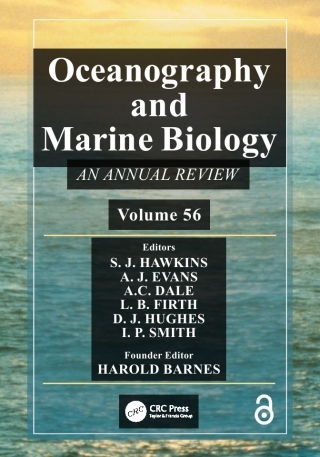 Oceanography
and
Marine Biology
AN ANNUAL REVIEW
Volume 56
Editors
S. J. HAWKINS
A. J. EVANS
A.C. DALE
L. B. FIRTH
D. J. HUGHES
I. P. SMITH
Founder Editor
HAROLD BARNES
CRC CRC Press
Taylor & Francis Group